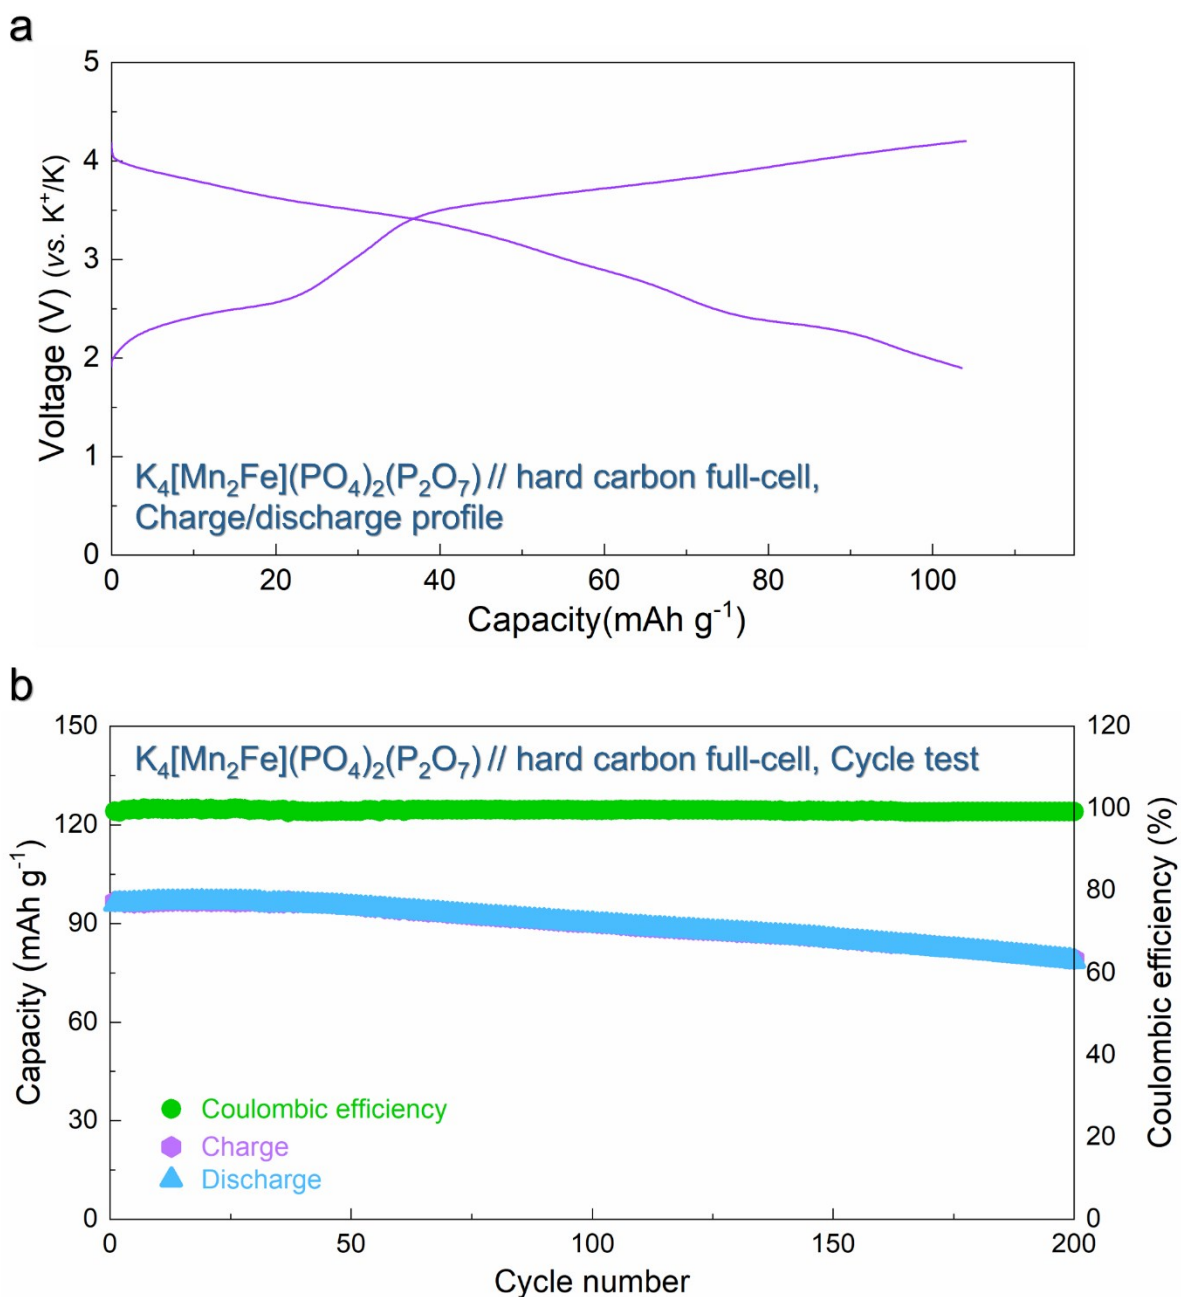 a
5
4
3
2
1
0
Voltage (V) (vs. K⁺/K)
K₄[Mn₂Fe](PO₄)₂(P₂O₇) // hard carbon full-cell,
Charge/discharge profile
0 20 40 60 80 100
Capacity(mAh g⁻¹)
b
150
120
90
60
30
0
Capacity (mAh g⁻¹)
K₄[Mn₂Fe](PO₄)₂(P₂O₇) // hard carbon full-cell, Cycle test
Coulombic efficiency
Charge
Discharge
120
100
80
60
40
20
0
Coulombic efficiency (%)
0 50 100 150 200
Cycle number